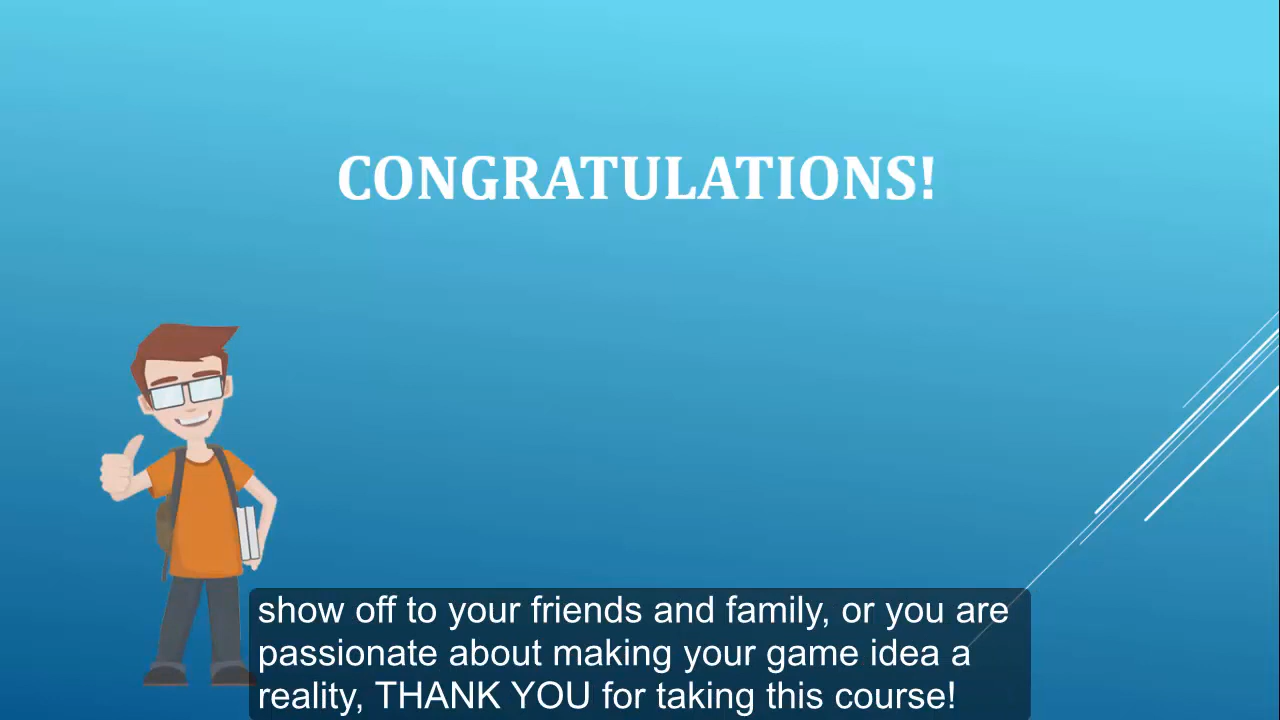 CONGRATULATIONS!
show off to your friends and family, or you are
passionate about making your game idea a
reality, THANK YOU for taking this course!